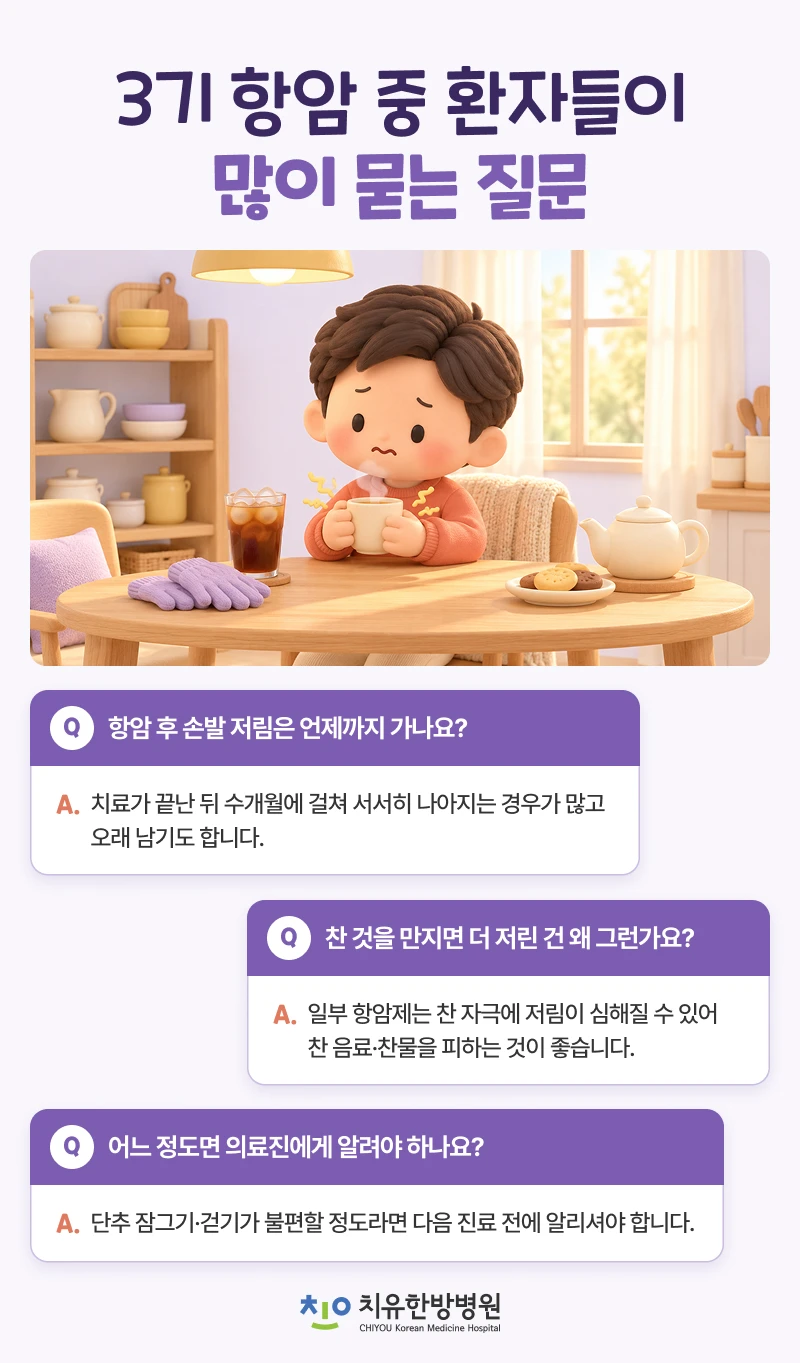 3기 항암 중 환자들이
많이 묻는 질문
Q 항암 후 손발 저림은 언제까지 가나요?
A. 치료가 끝난 뒤 수개월에 걸쳐 서서히 나아지는 경우가 많고
오래 남기도 합니다.
Q 찬 것을 만지면 더 저린 건 왜 그런가요?
A. 일부 항암제는 찬 자극에 저림이 심해질 수 있어
찬 음료·찬물을 피하는 것이 좋습니다.
Q 어느 정도면 의료진에게 알려야 하나요?
A. 단추 잠그기·걷기가 불편할 정도라면 다음 진료 전에 알리셔야 합니다.
치유 치유한방병원
CHIYOU Korean Medicine Hospital